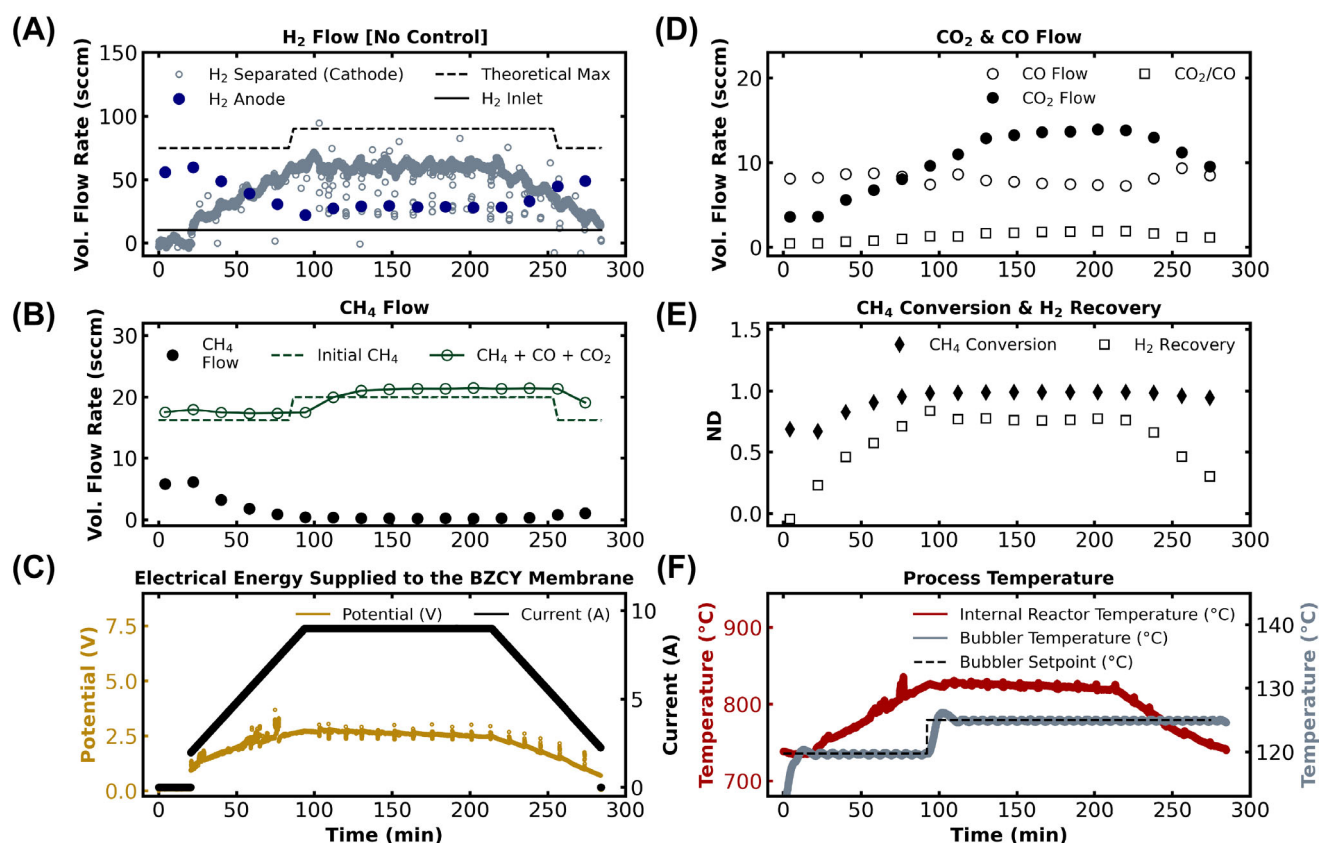 (A)
H2 Flow [No Control]
Vol. Flow Rate (sccm)
150
100
50
0
H2 Separated (Cathode)
H2 Anode
Theoretical Max
H2 Inlet
0 50 100 150 200 250 300
(B)
CH4 Flow
Vol. Flow Rate (sccm)
30
20
10
0
CH4
Flow
Initial CH4
CH4 + CO + CO2
0 50 100 150 200 250 300
(C)
Electrical Energy Supplied to the BZCY Membrane
Potential (V)
7.5
5.0
2.5
0.0
Potential (V)
Current (A)
10
5
0
Current (A)
0 50 100 150 200 250 300
Time (min)
(D)
CO2 & CO Flow
Vol. Flow Rate (sccm)
20
10
0
CO Flow
CO2 Flow
CO2/CO
0 50 100 150 200 250 300
(E)
CH4 Conversion & H2 Recovery
ND
1.5
1.0
0.5
0.0
CH4 Conversion
H2 Recovery
0 50 100 150 200 250 300
(F)
Process Temperature
Temperature (°C)
900
800
700
Internal Reactor Temperature (°C)
Bubbler Temperature (°C)
Bubbler Setpoint (°C)
140
130
120
Temperature (°C)
0 50 100 150 200 250 300
Time (min)